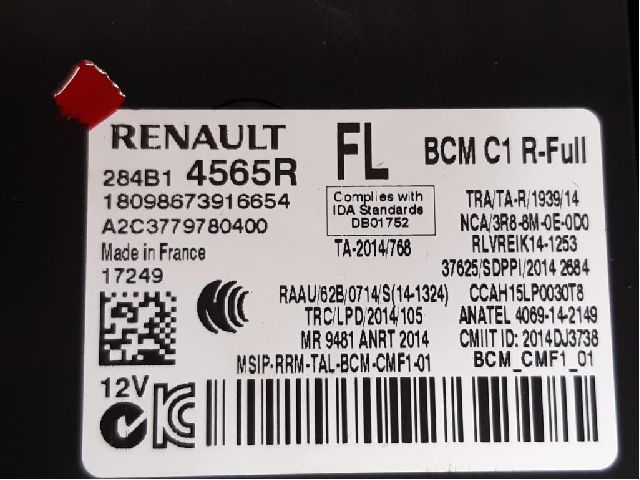 RENAULT
FL
BCM C1 R-Full
284B1 4565R
18098673916654
A2C3779780400
Made in France
17249
Complies with
IDA Standards
DB01752
TA-2014/768
TRA/TA-R/1939/14
NCA/3R8-8M-0E-0D0
RLVREIK14-1253
37625/SDPPI/2014 2684
RAAU/62B/0714/S(14-1324)
CCAH15LP0030T8
TRC/LPD/2014/105
ANATEL 4069-14-2149
MR 9481 ANRT 2014
CMIIT ID: 2014DJ3738
MSIP-RRM-TAL-BCM-CMF1-01
BCM_CMF1_01
12V